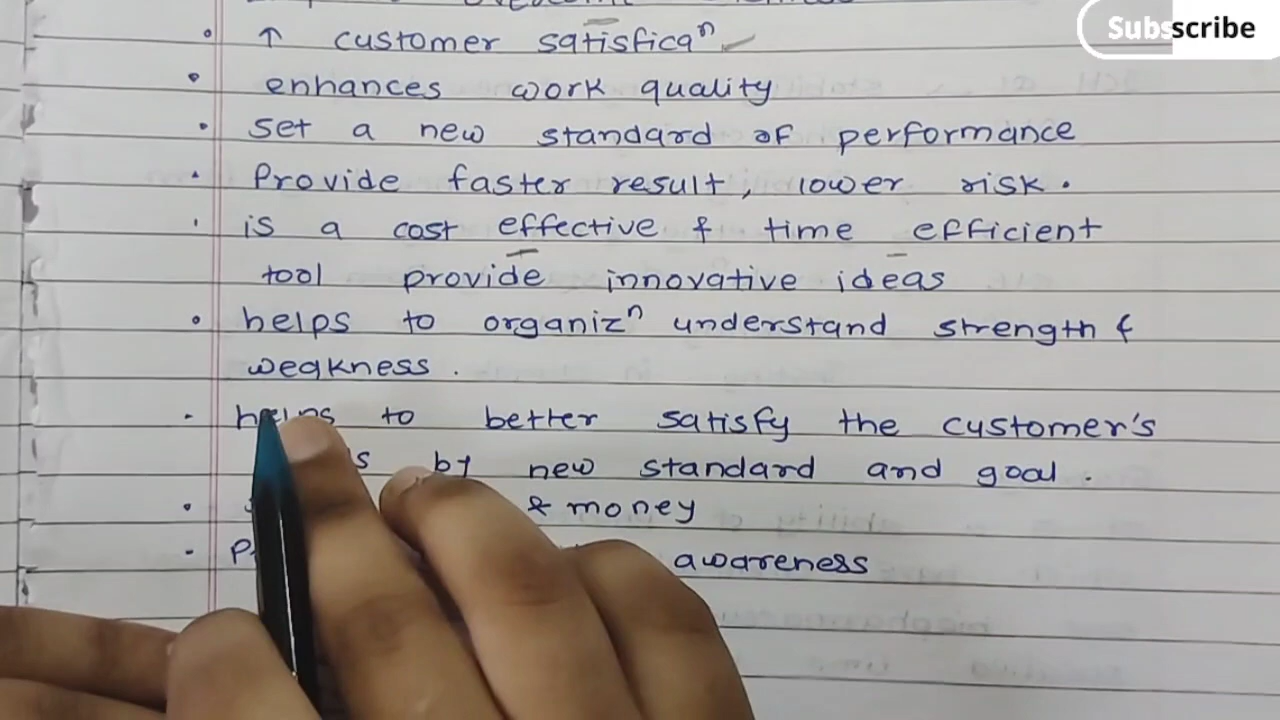 Subscribe
↑ customer satisficaⁿ
enhances work quality
set a new standard of performance
Provide faster result, lower risk.
is a cost effective & time efficient
tool provide innovative ideas
helps to organizⁿ understand strength &
weakness.
helps to better satisfy the customer's
by new standard and goal.
& money
awareness